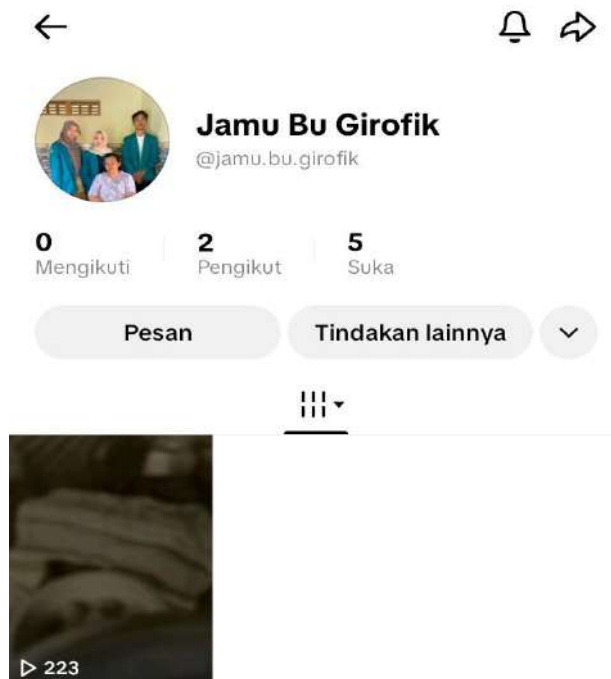 Jamu Bu Girofik
@jamu.bu.girofik
0 2 5
Mengikuti Pengikut Suka
Pesan Tindakan lainnya
223